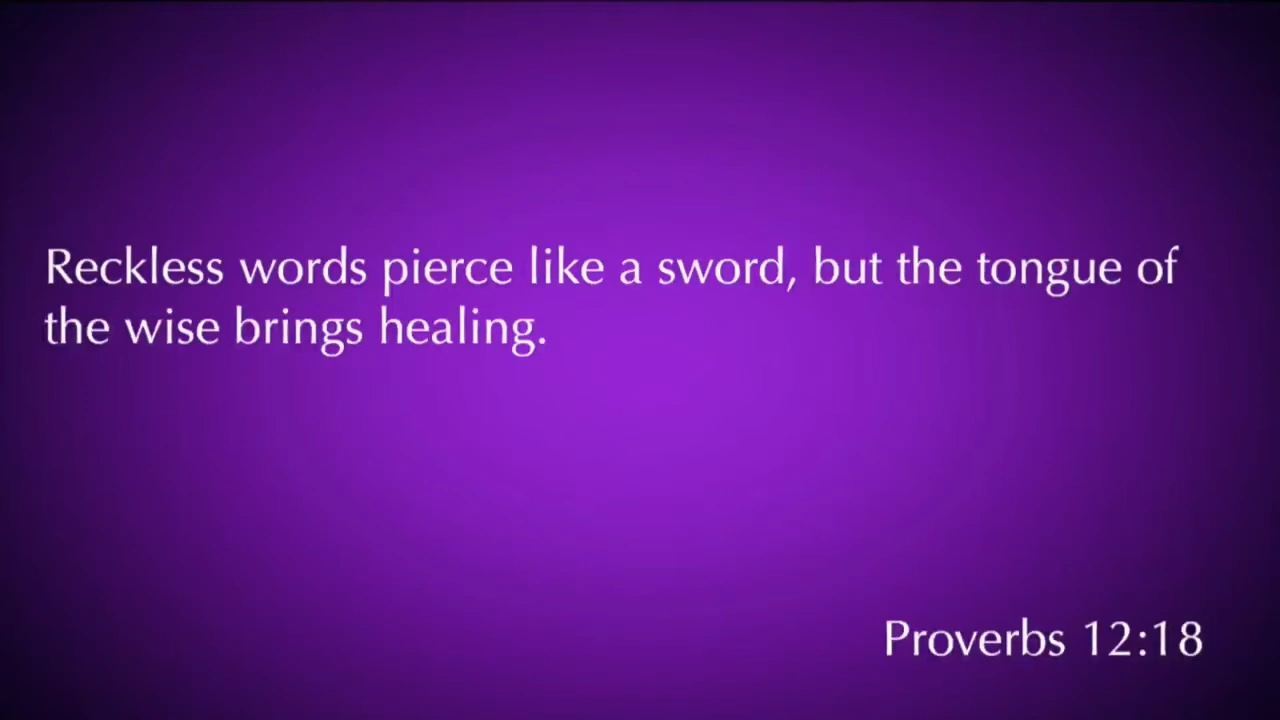 Reckless words pierce like a sword, but the tongue of
the wise brings healing.
Proverbs 12:18